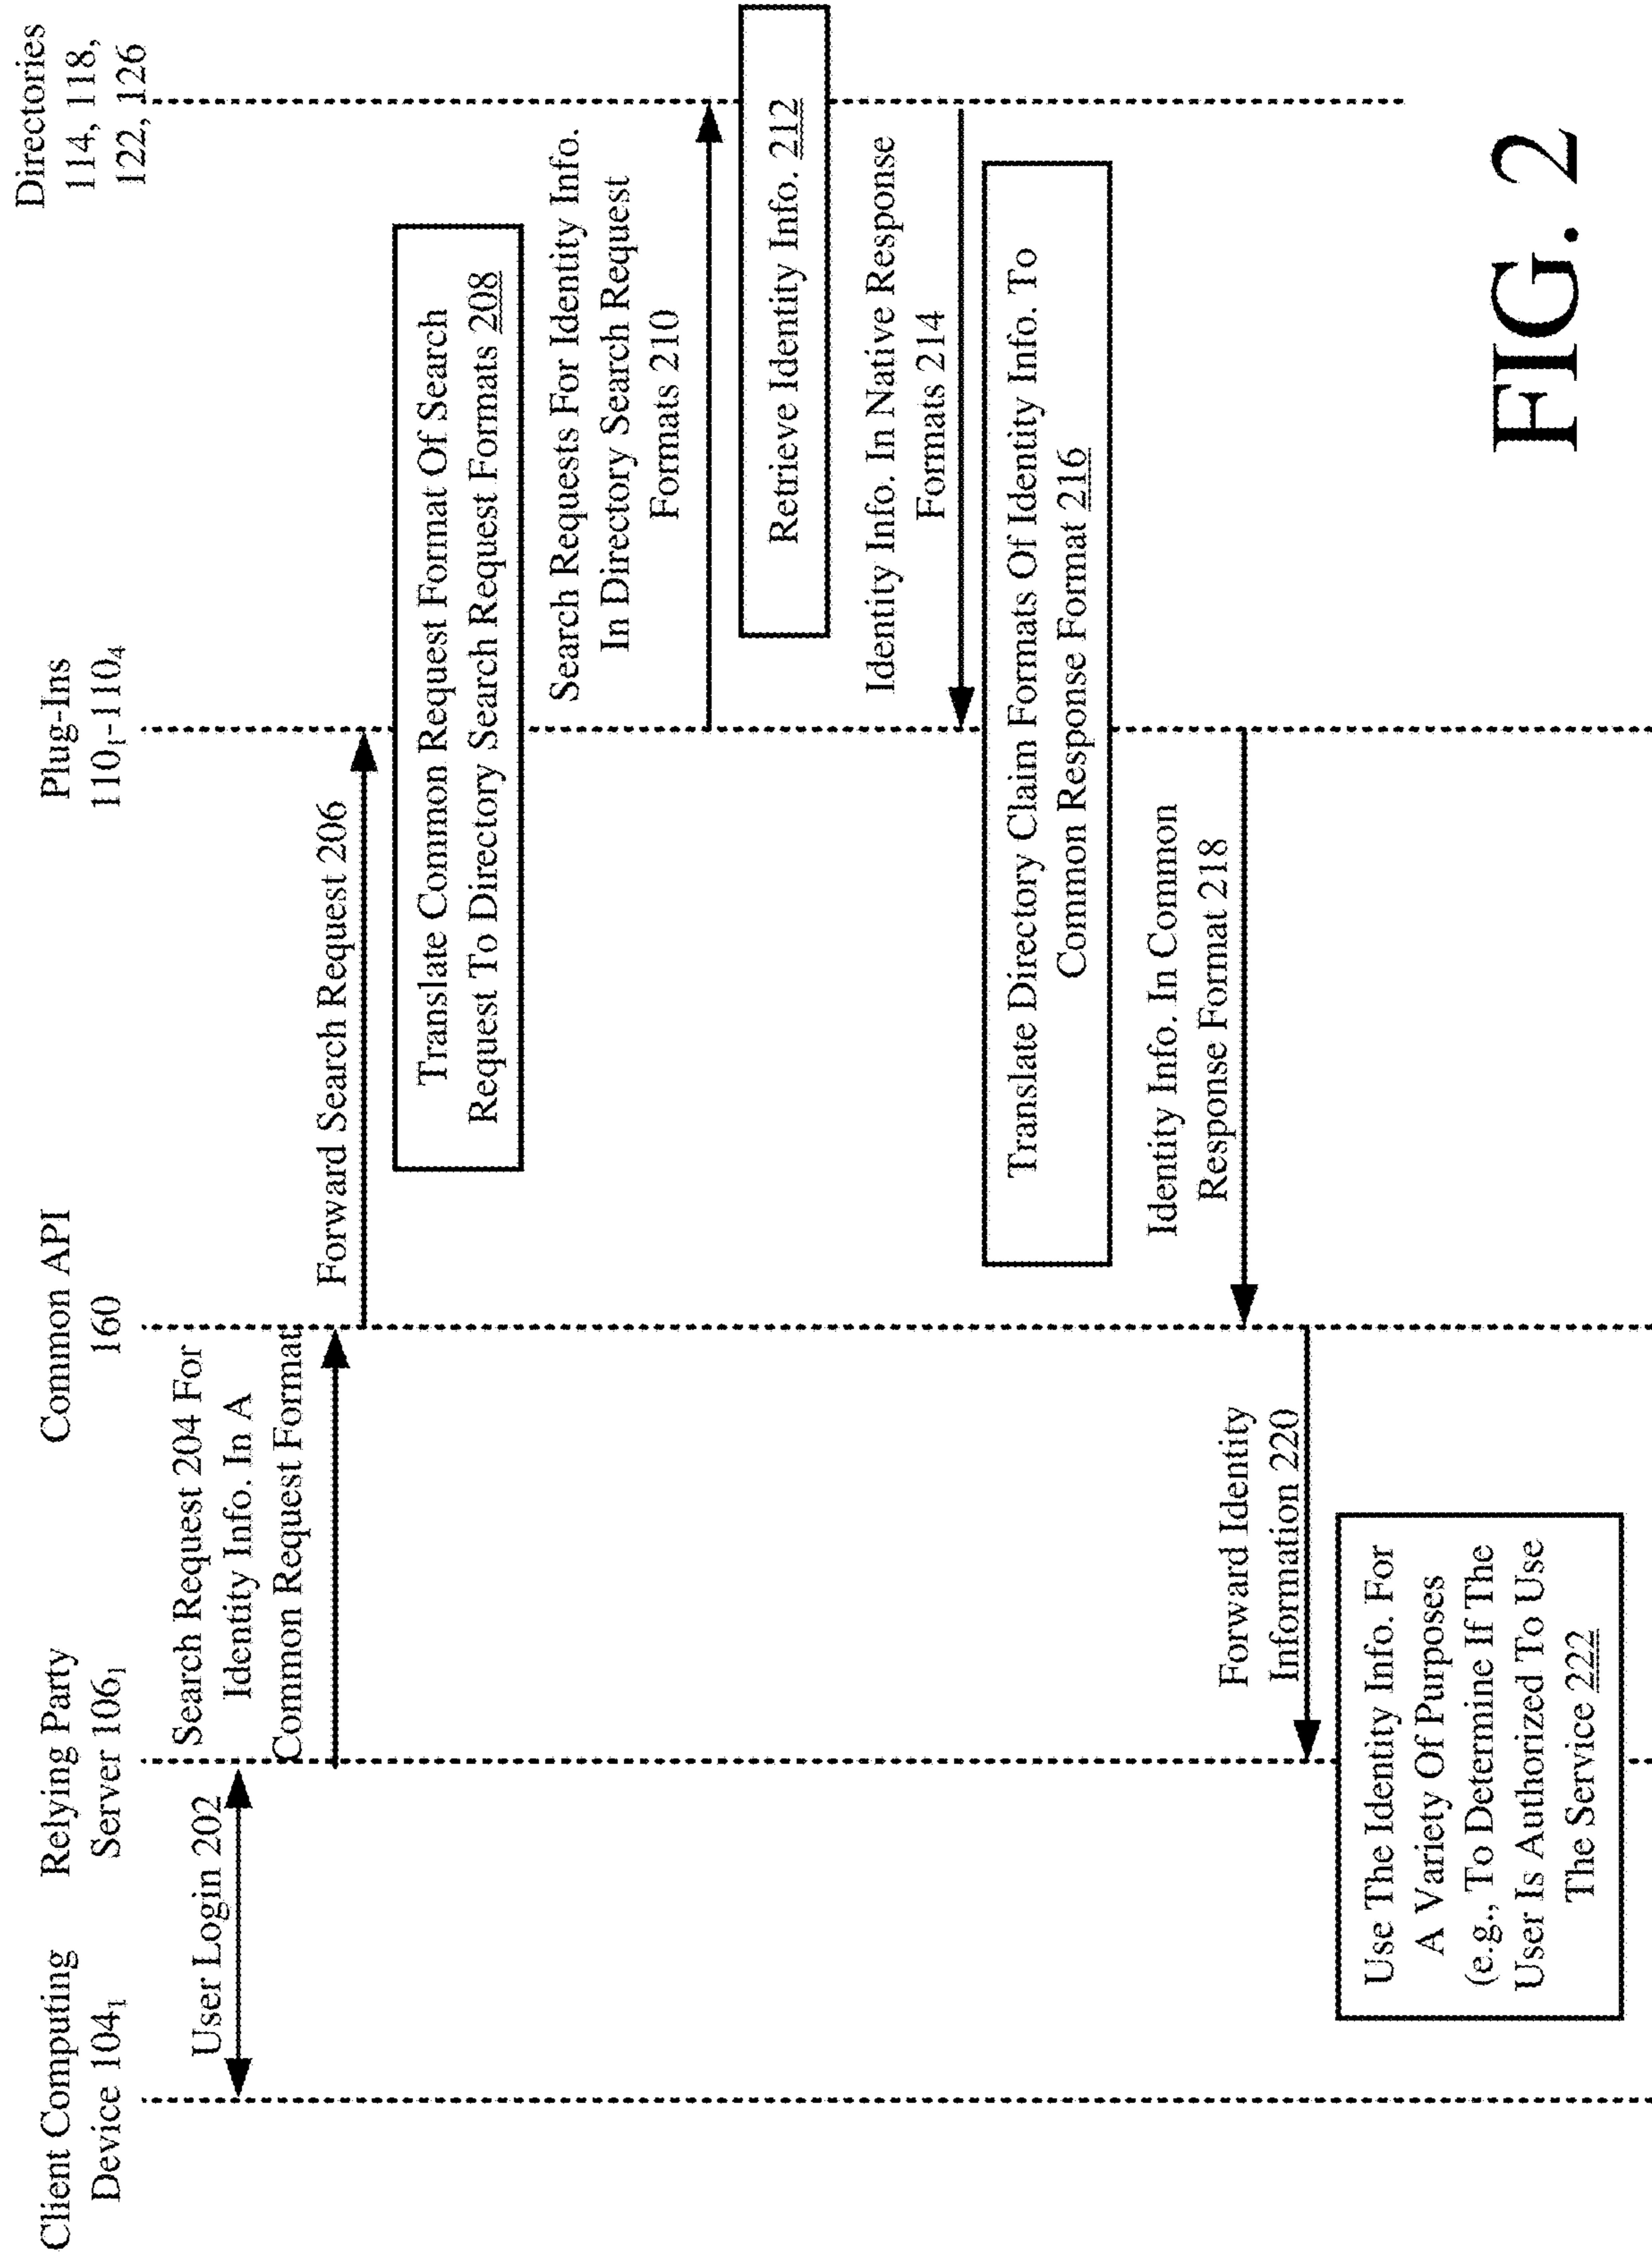 Client Computing
Device 104₁
Relying Party
Server 106₁
Common API
160
Plug-Ins
110₁-110₄
Directories
114, 118,
122, 126
User Login 202
Search Request 204 For
Identity Info. In A
Common Request Format
Forward Search Request 206
Translate Common Request Format Of Search
Request To Directory Search Request Formats 208
Search Requests For Identity Info.
In Directory Search Request
Formats 210
Retrieve Identity Info. 212
Identity Info. In Native Response
Formats 214
Translate Directory Claim Formats Of Identity Info. To
Common Response Format 216
Identity Info. In Common
Response Format 218
Forward Identity
Information 220
Use The Identity Info. For
A Variety Of Purposes
(e.g., To Determine If The
User Is Authorized To Use
The Service 222
FIG. 2